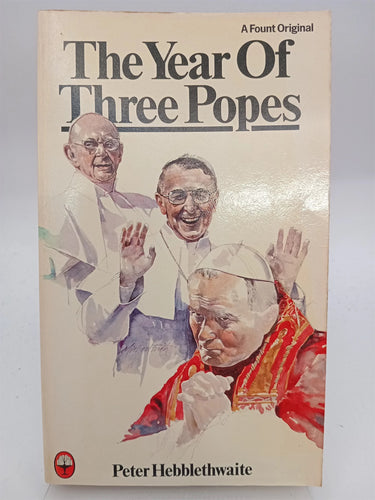 A Fount Original
The Year Of
Three Popes
Peter Hebblethwaite